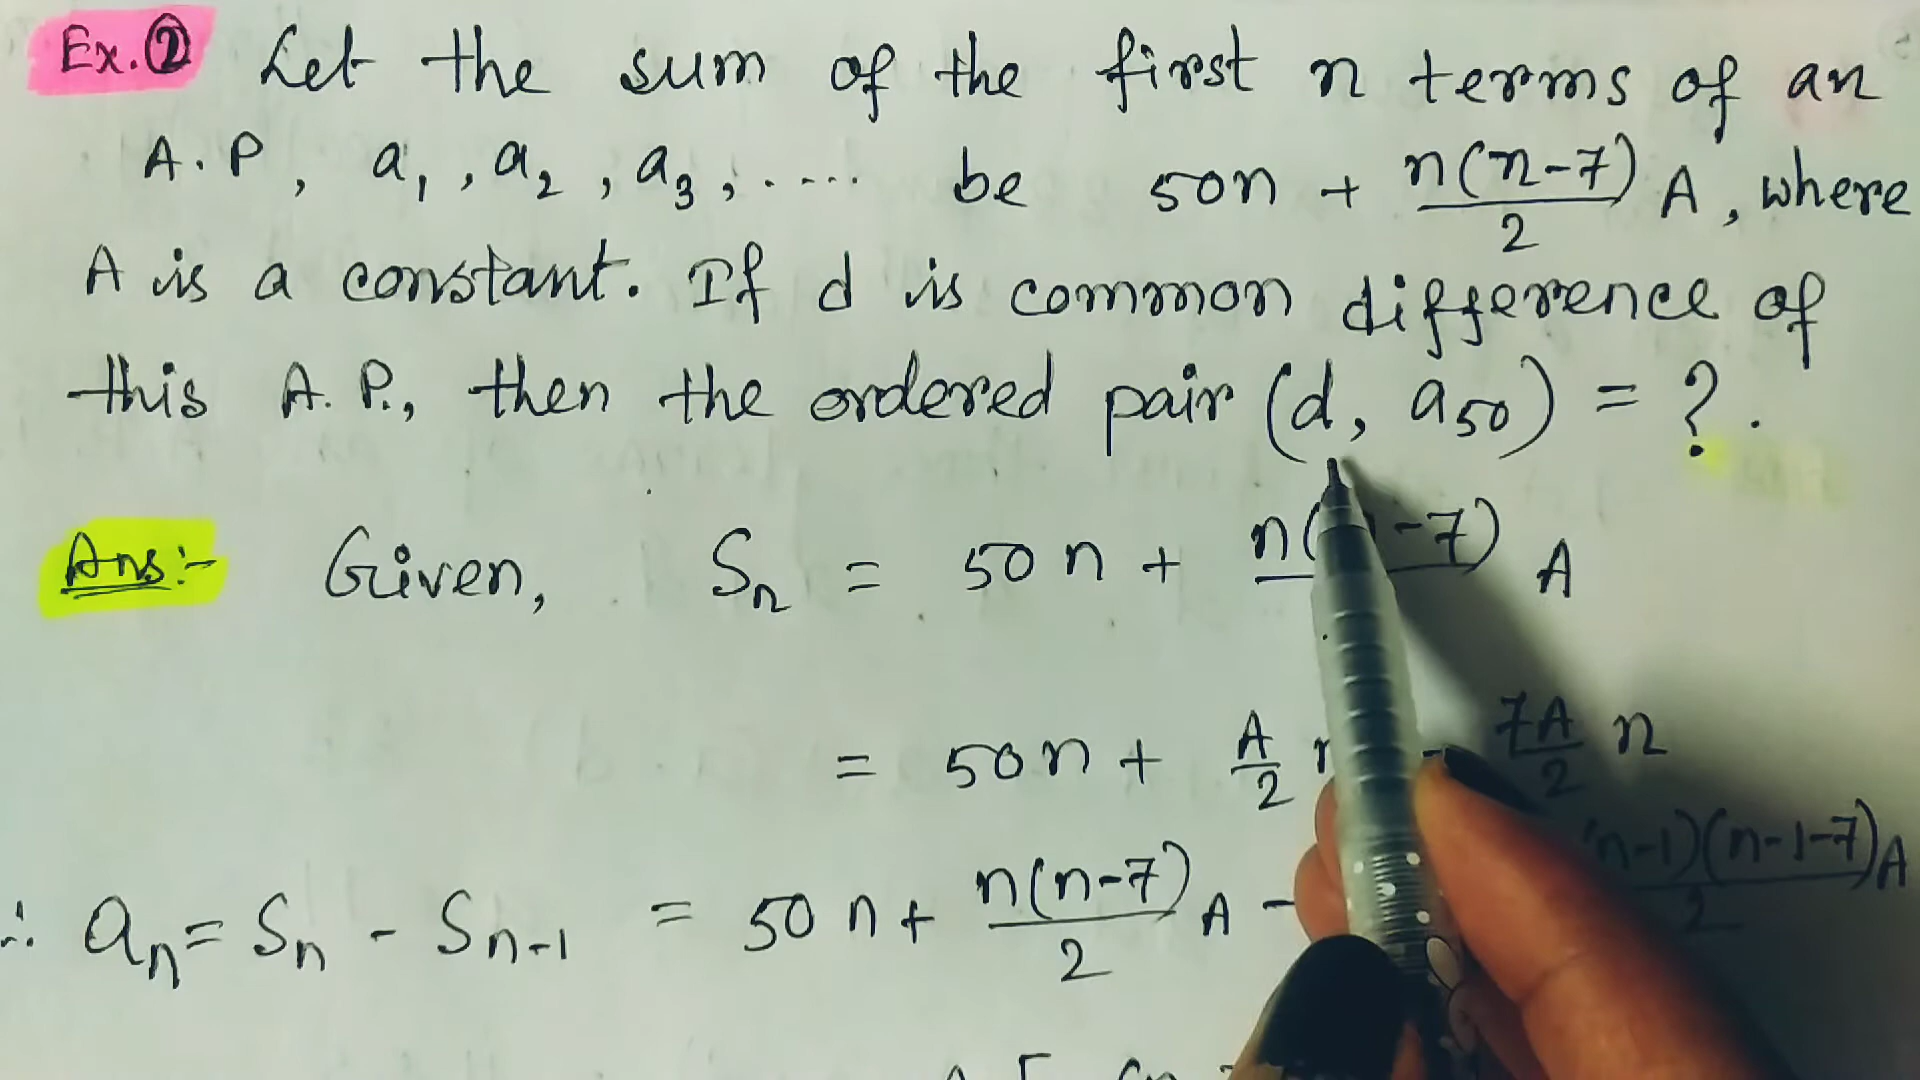 Ex.② Let the sum of the first n terms of an
A.P, a₁, a₂, a₃, .... be 50n + n(n-7)/2 A, where
A is a constant. If d is common difference of
this A.P., then the ordered pair (d, a₅₀) = ?.
Ans:- Given, Sₙ = 50n + n( -7) A
= 50n + A/2 - 7A/2 n
∴ aₙ = Sₙ - Sₙ₋₁ = 50n + n(n-7)/2 A - n-1)(n-1-7)/2 A